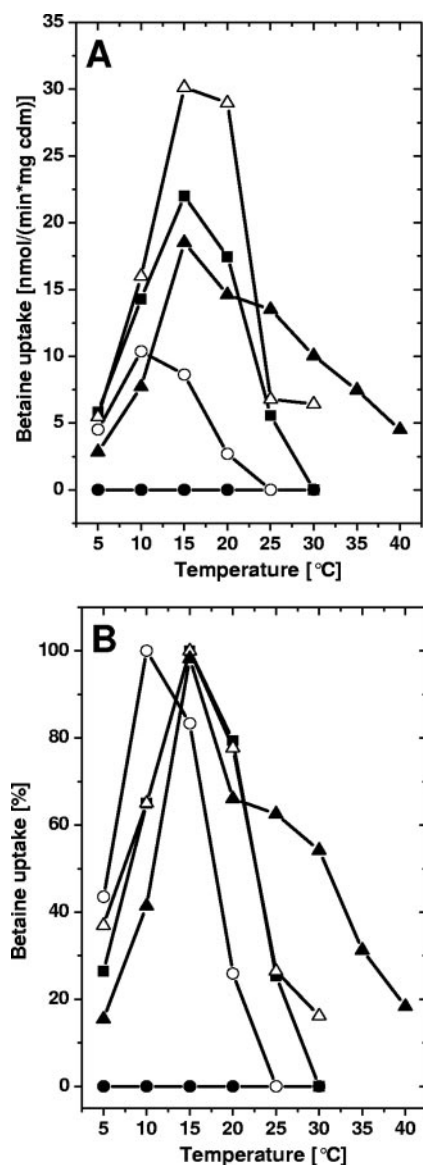 A
Betaine uptake [nmol/(min*mg cdm)]
35
30
25
20
15
10
5
0
5 10 15 20 25 30 35 40
Temperature [°C]
B
Betaine uptake [%]
100
80
60
40
20
0
5 10 15 20 25 30 35 40
Temperature [°C]